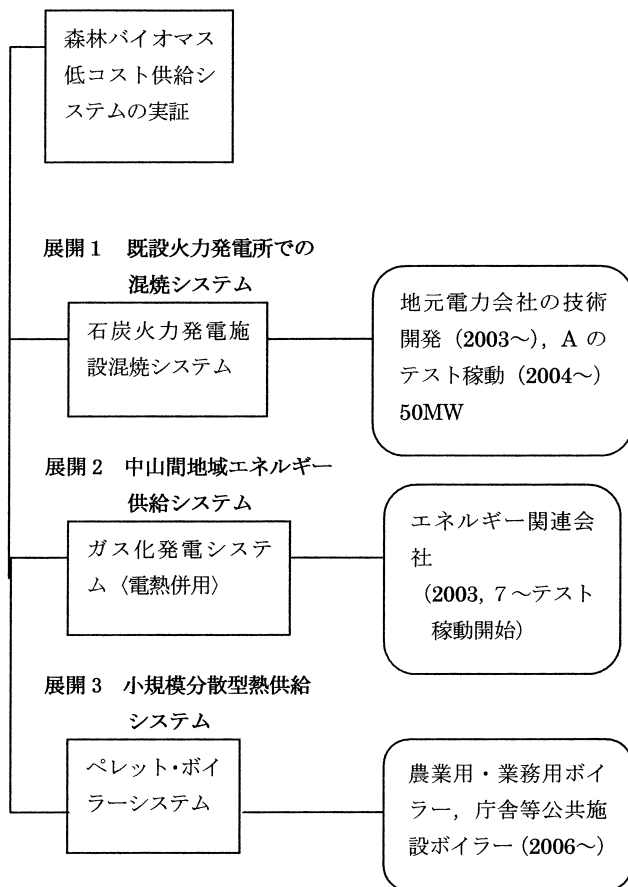 森林バイオマス
低コスト供給シ
ステムの実証
展開1 既設火力発電所での
混焼システム
石炭火力発電施
設混焼システム
地元電力会社の技術
開発(2003~),Aの
テスト稼動(2004~)
50MW
展開2 中山間地域エネルギー
供給システム
ガス化発電システ
ム〈電熱併用〉
エネルギー関連会
社
(2003,7~テスト
稼動開始)
展開3 小規模分散型熱供給
システム
ペレット・ボイ
ラーシステム
農業用・業務用ボイ
ラー,庁舎等公共施
設ボイラー(2006~)